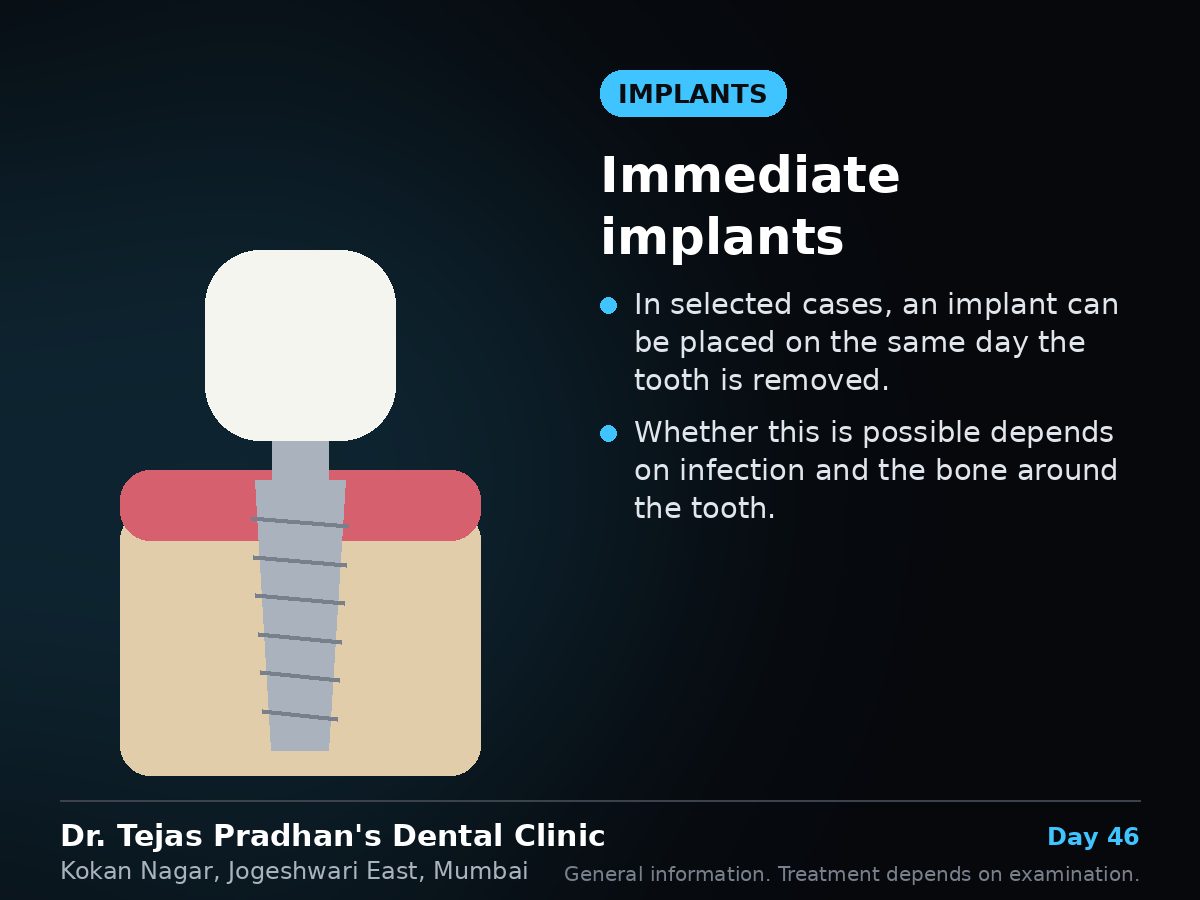 IMPLANTS
Immediate
implants
In selected cases, an implant can
be placed on the same day the
tooth is removed.
Whether this is possible depends
on infection and the bone around
the tooth.
Dr. Tejas Pradhan's Dental Clinic
Day 46
Kokan Nagar, Jogeshwari East, Mumbai
General information. Treatment depends on examination.